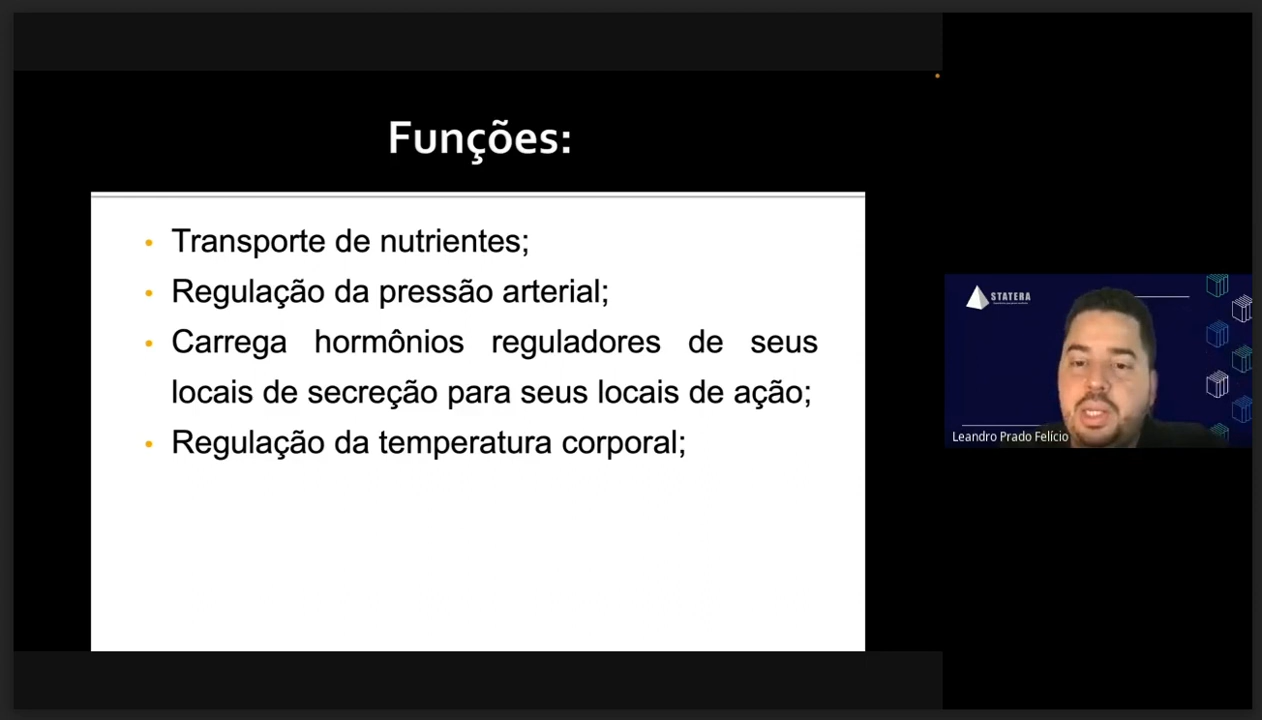 Funções:
• Transporte de nutrientes;
• Regulação da pressão arterial;
• Carrega hormônios reguladores de seus
locais de secreção para seus locais de ação;
• Regulação da temperatura corporal;
STATERA
Leandro Prado Felício